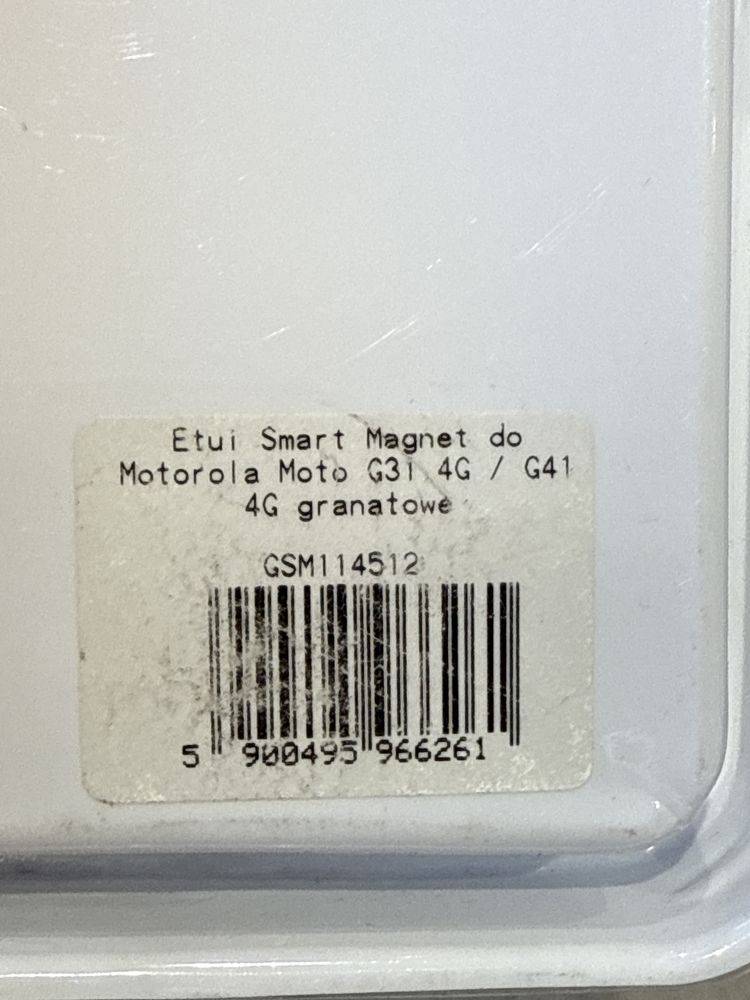 Etui Smart Magnet do
Motorola Moto G31 4G / G41
4G granatowe
GSM114512
5 900495 966261